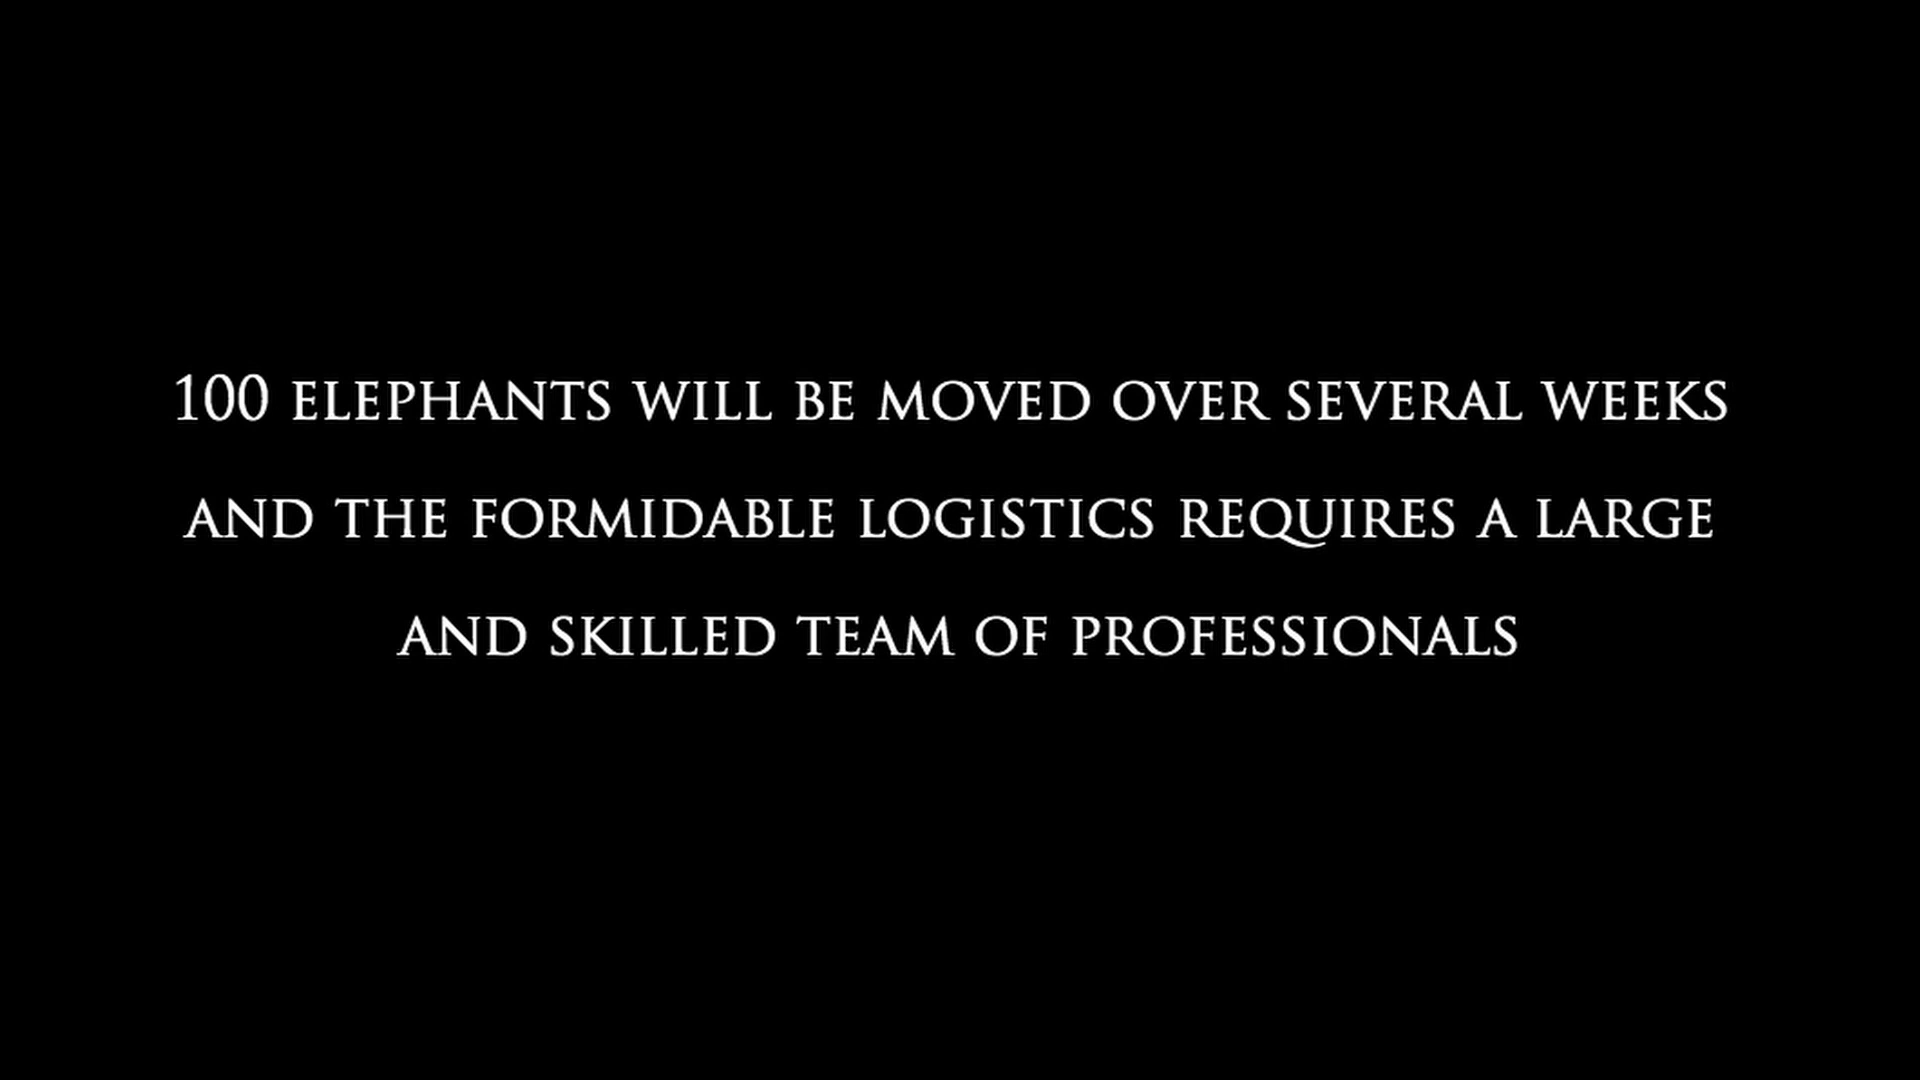 100 ELEPHANTS WILL BE MOVED OVER SEVERAL WEEKS
AND THE FORMIDABLE LOGISTICS REQUIRES A LARGE
AND SKILLED TEAM OF PROFESSIONALS